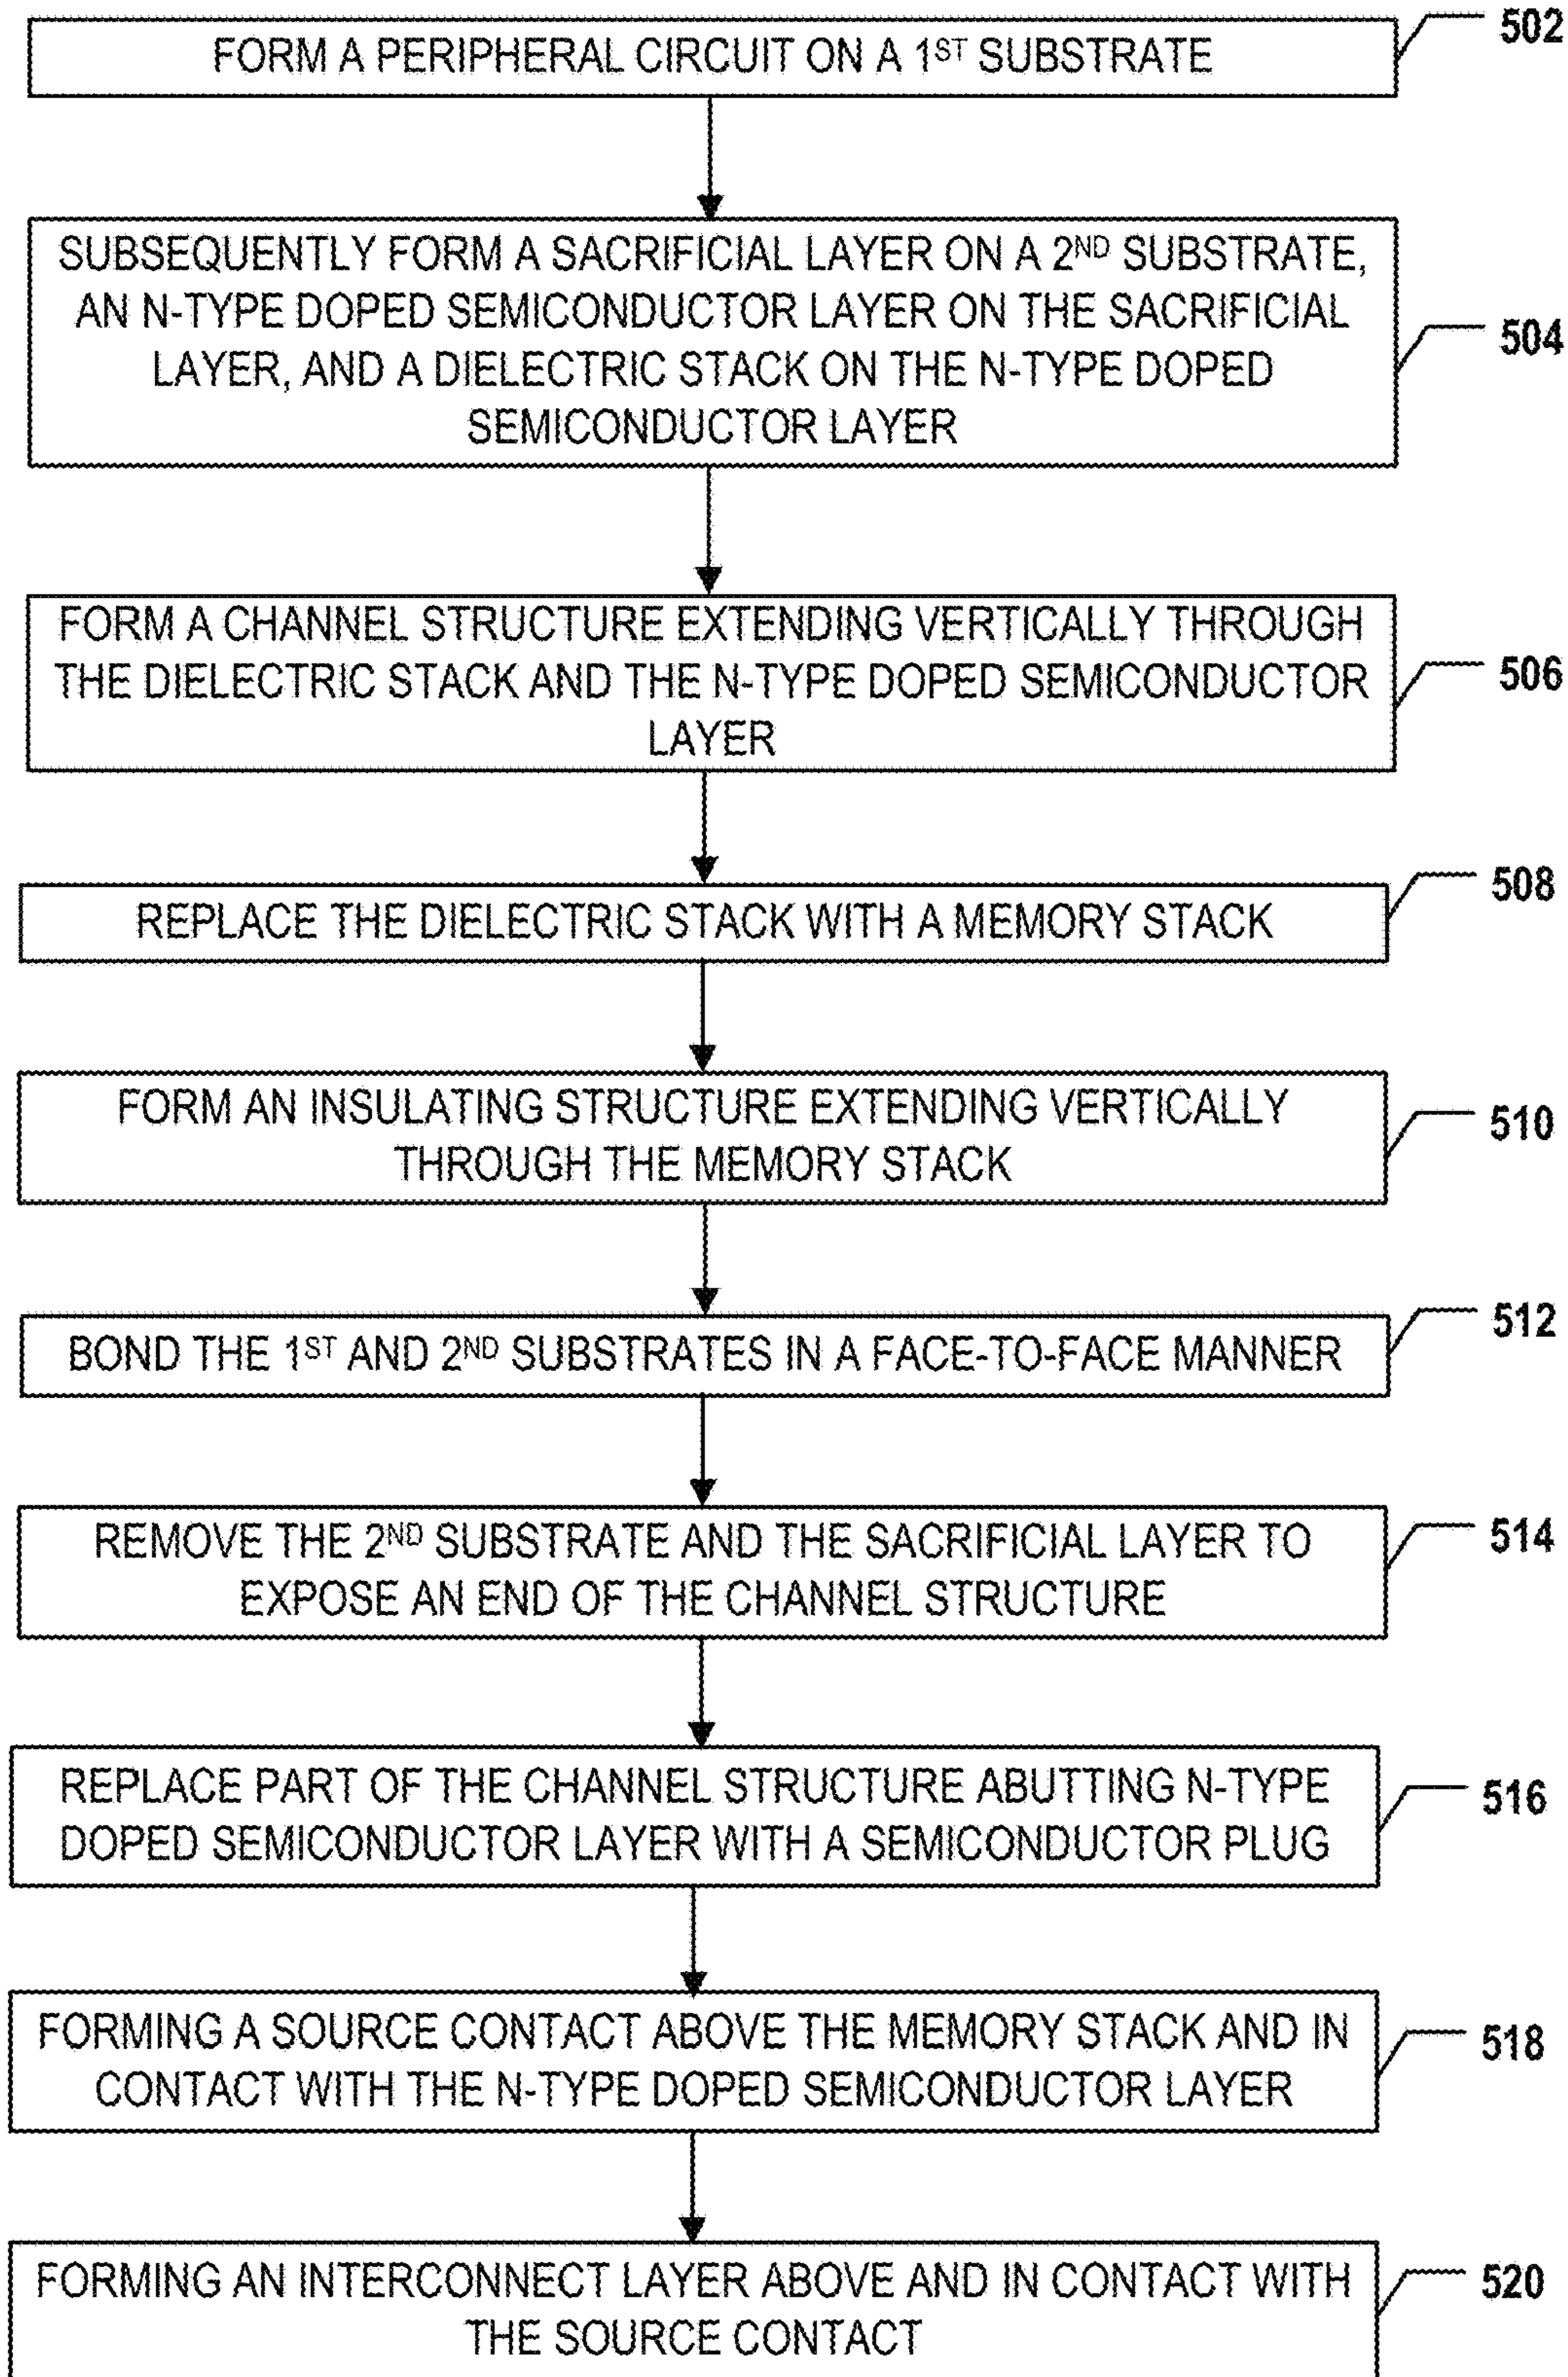 FORM A PERIPHERAL CIRCUIT ON A 1ST SUBSTRATE
502
SUBSEQUENTLY FORM A SACRIFICIAL LAYER ON A 2ND SUBSTRATE,
AN N-TYPE DOPED SEMICONDUCTOR LAYER ON THE SACRIFICIAL
LAYER, AND A DIELECTRIC STACK ON THE N-TYPE DOPED
SEMICONDUCTOR LAYER
504
FORM A CHANNEL STRUCTURE EXTENDING VERTICALLY THROUGH
THE DIELECTRIC STACK AND THE N-TYPE DOPED SEMICONDUCTOR
LAYER
506
REPLACE THE DIELECTRIC STACK WITH A MEMORY STACK
508
FORM AN INSULATING STRUCTURE EXTENDING VERTICALLY
THROUGH THE MEMORY STACK
510
BOND THE 1ST AND 2ND SUBSTRATES IN A FACE-TO-FACE MANNER
512
REMOVE THE 2ND SUBSTRATE AND THE SACRIFICIAL LAYER TO
EXPOSE AN END OF THE CHANNEL STRUCTURE
514
REPLACE PART OF THE CHANNEL STRUCTURE ABUTTING N-TYPE
DOPED SEMICONDUCTOR LAYER WITH A SEMICONDUCTOR PLUG
516
FORMING A SOURCE CONTACT ABOVE THE MEMORY STACK AND IN
CONTACT WITH THE N-TYPE DOPED SEMICONDUCTOR LAYER
518
FORMING AN INTERCONNECT LAYER ABOVE AND IN CONTACT WITH
THE SOURCE CONTACT
520